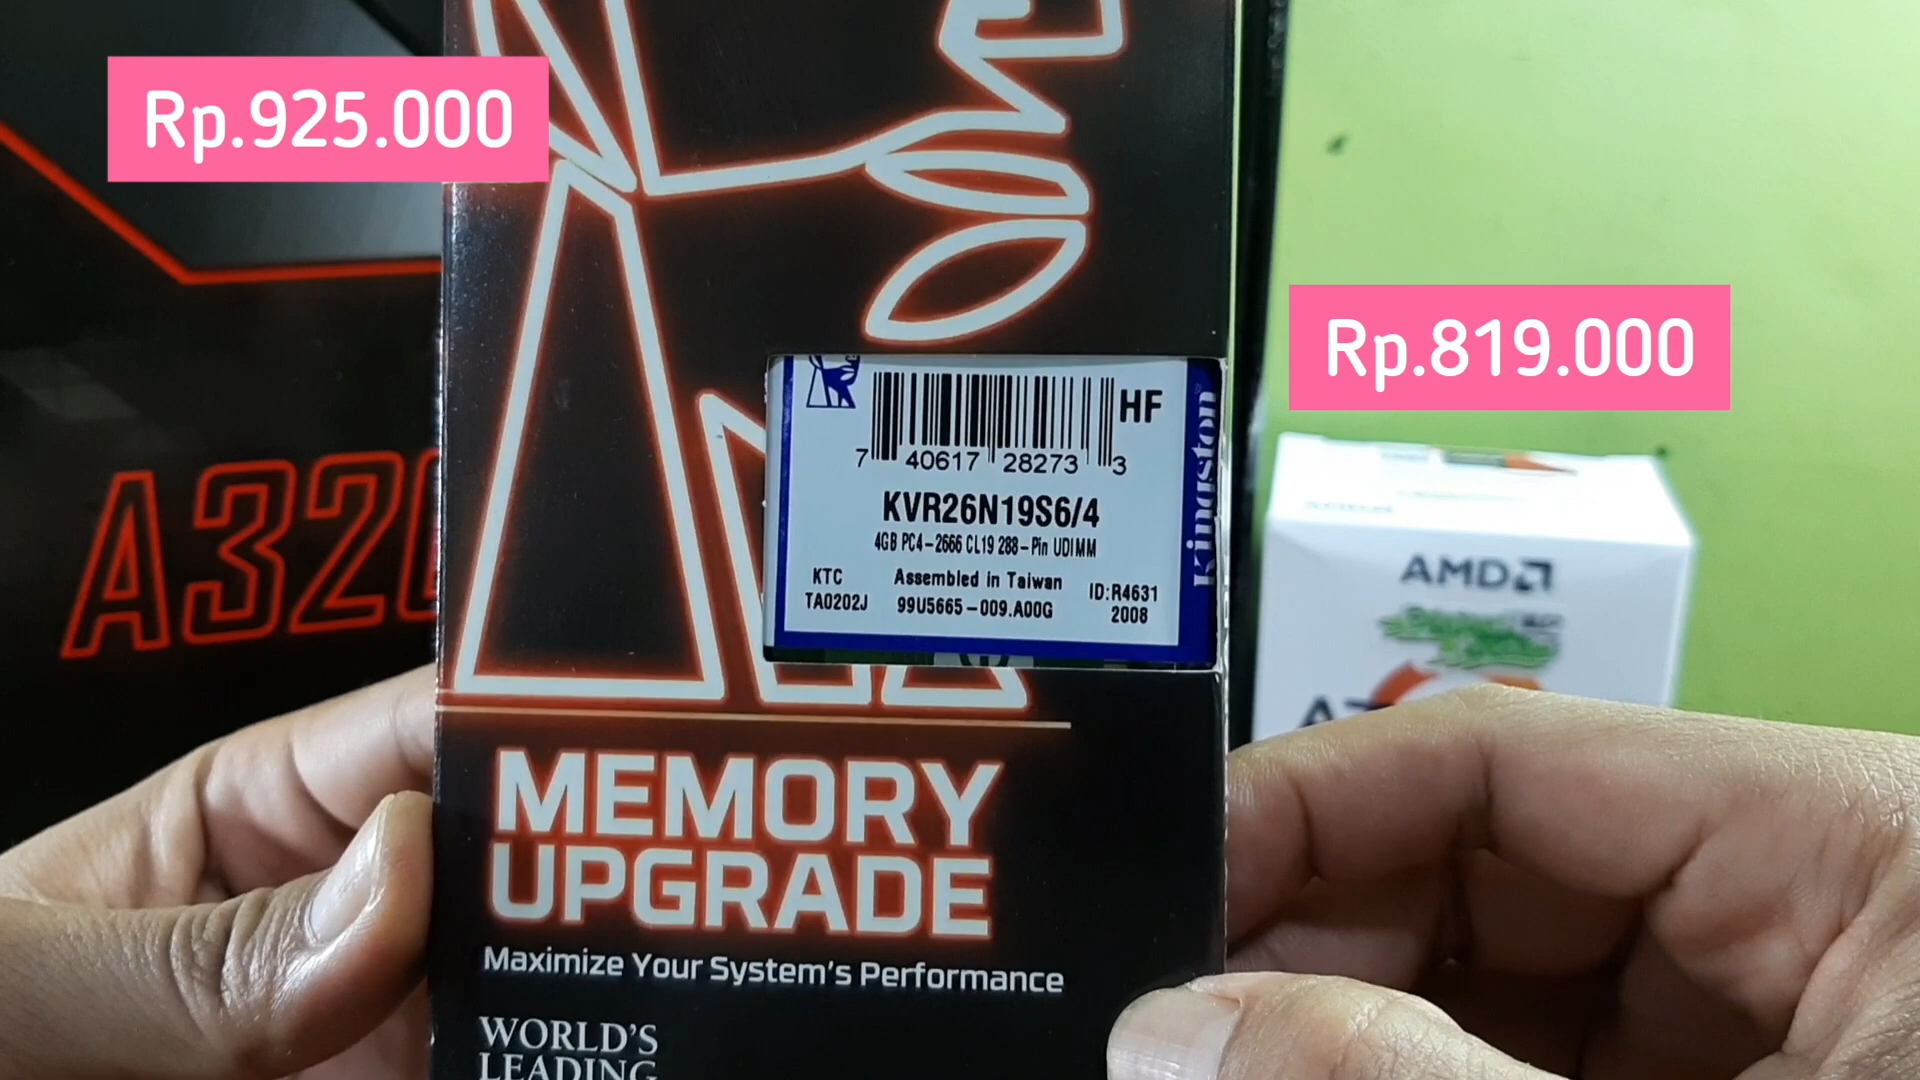 Rp.925.000
Rp.819.000
A320
HF
7 40617 28273 3
KVR26N19S6/4
4GB PC4-2666 CL19 288-Pin UDIMM
KTC
TA0202J
Assembled in Taiwan
99U5665-009.A00G
ID:R4631
2008
Kingston
AMD
MEMORY
UPGRADE
Maximize Your System's Performance
WORLD'S
LEADING